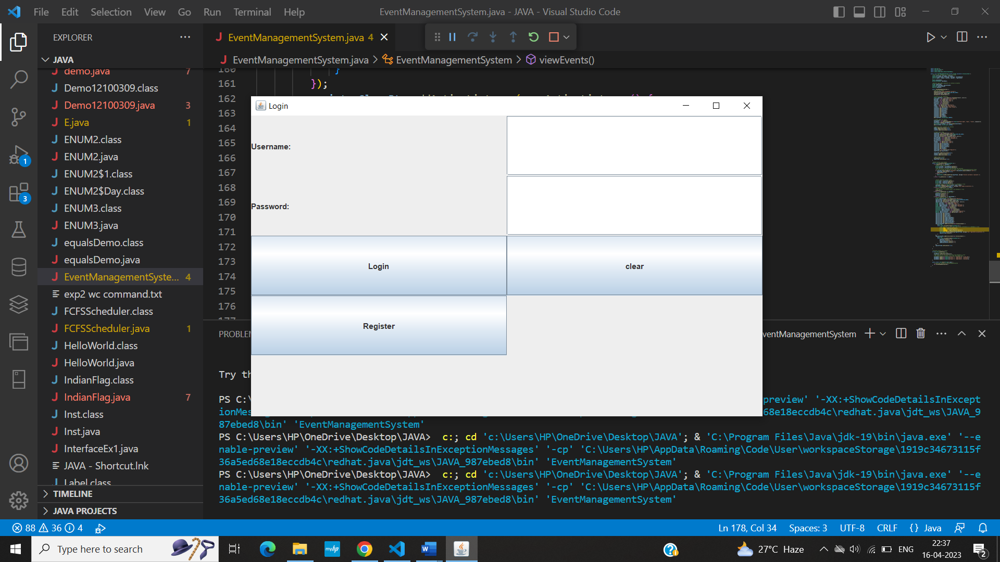 File Edit Selection View Go Run Terminal Help
EventManagementSystem.java - JAVA - Visual Studio Code
EXPLORER
JAVA
demo.java 7
Demo12100309.class
Demo12100309.java 3
E.java 1
ENUM2.class
ENUM2.java
ENUM2$1.class
ENUM2$Day.class
ENUM3.class
ENUM3.java
equalsDemo.class
equalsDemo.java
EventManagementSyste... 4
exp2 wc command.txt
FCFSScheduler.class
FCFSScheduler.java 1
HelloWorld.class
HelloWorld.java
IndianFlag.class
IndianFlag.java 7
Inst.class
Inst.java
InterfaceEx1.java
JAVA - Shortcut.lnk
Label.class
TIMELINE
JAVA PROJECTS
1
3
EventManagementSystem.java 4
EventManagementSystem.java > EventManagementSystem > viewEvents()
160 }
161 });
162
163
164
165
166
167
168
169
170
171
172
173
174
175
176
177
Login
Username:
Password:
Login clear
Register
PROBLEM
ventManagementSystem
Try th
PS C:\ preview' '-XX:+ShowCodeDetailsInExcept
ionMes 68e18eccdb4c\redhat.java\jdt_ws\JAVA_9
87ebed8\bin' 'EventManagementSystem'
PS C:\Users\HP\OneDrive\Desktop\JAVA> c:; cd 'c:\Users\HP\OneDrive\Desktop\JAVA'; & 'C:\Program Files\Java\jdk-19\bin\java.exe' '--e
nable-preview' '-XX:+ShowCodeDetailsInExceptionMessages' '-cp' 'C:\Users\HP\AppData\Roaming\Code\User\workspaceStorage\1919c34673115f
36a5ed68e18eccdb4c\redhat.java\jdt_ws\JAVA_987ebed8\bin' 'EventManagementSystem'
PS C:\Users\HP\OneDrive\Desktop\JAVA> c:; cd 'c:\Users\HP\OneDrive\Desktop\JAVA'; & 'C:\Program Files\Java\jdk-19\bin\java.exe' '--e
nable-preview' '-XX:+ShowCodeDetailsInExceptionMessages' '-cp' 'C:\Users\HP\AppData\Roaming\Code\User\workspaceStorage\1919c34673115f
36a5ed68e18eccdb4c\redhat.java\jdt_ws\JAVA_987ebed8\bin' 'EventManagementSystem'
88 36 4
Ln 178, Col 34 Spaces: 3 UTF-8 CRLF {} Java
Type here to search
myhp
27°C Haze
ENG
22:37
16-04-2023
2